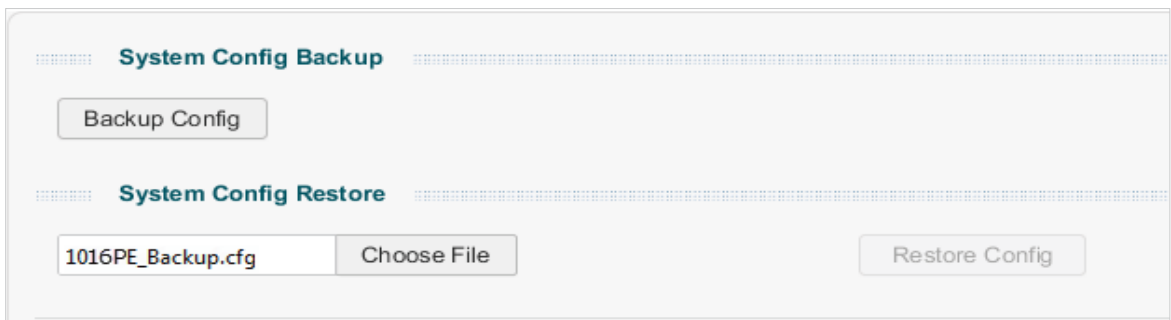 System Config Backup
Backup Config
System Config Restore
1016PE_Backup.cfg Choose File Restore Config